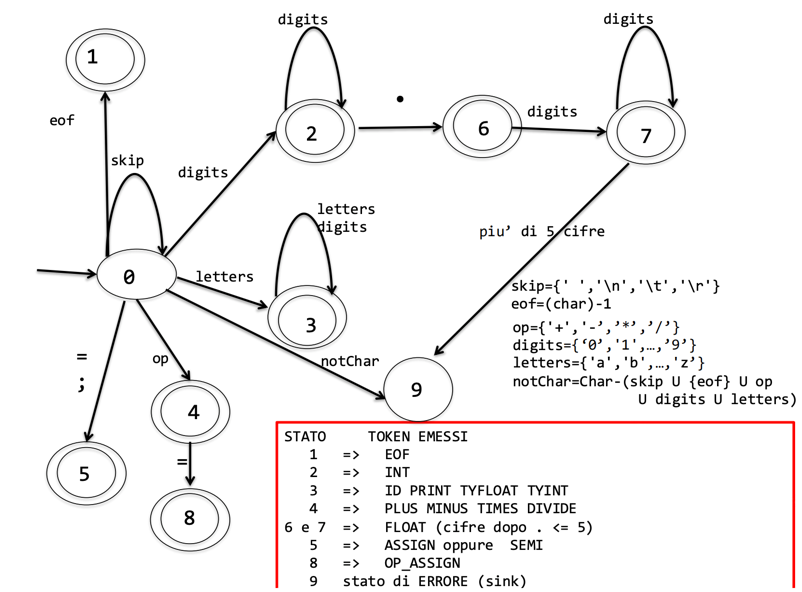 digits
digits
1
.
2
6
digits
7
eof
skip
digits
letters
digits
piu’ di 5 cifre
0
letters
skip={' ','\n','\t','\r'}
eof=(char)-1
3
op={'+','-’,’*’,’/’}
digits={‘0’,'1',…,’9’}
=
op
notChar
letters={'a','b',…,'z’}
;
9
notChar=Char-(skip U {eof} U op
U digits U letters)
4
5
=
8
STATO TOKEN EMESSI
1 => EOF
2 => INT
3 => ID PRINT TYFLOAT TYINT
4 => PLUS MINUS TIMES DIVIDE
6 e 7 => FLOAT (cifre dopo . <= 5)
5 => ASSIGN oppure SEMI
8 => OP_ASSIGN
9 stato di ERRORE (sink)